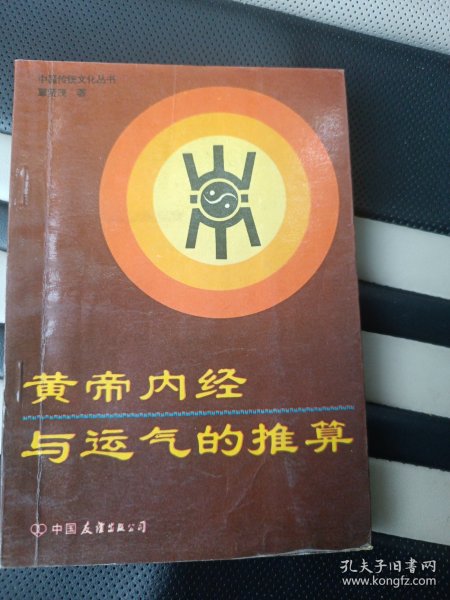 中国传统文化丛书
著
黄帝内经
与运气的推算
中国友谊出版公司
孔夫子旧书网
www.kongfz.com